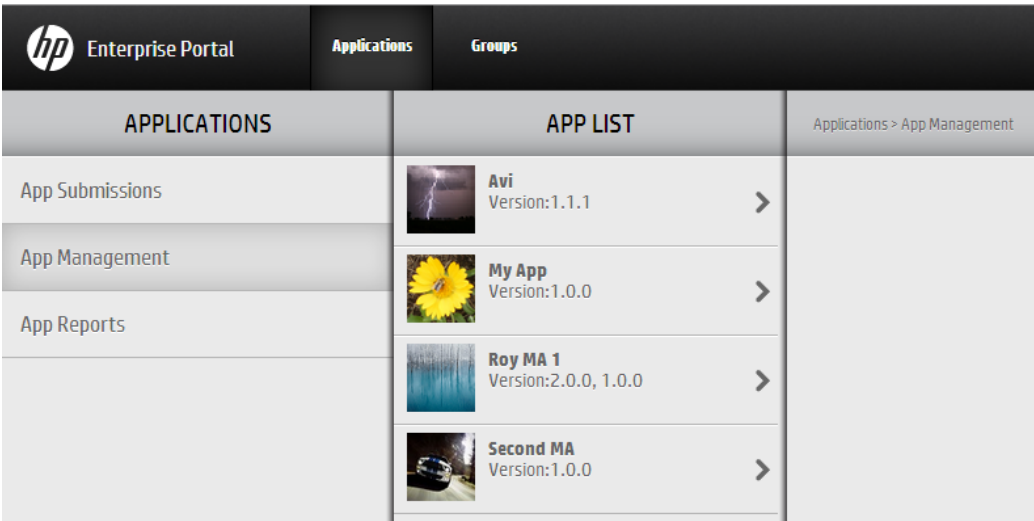 hp Enterprise Portal
Applications
Groups
APPLICATIONS
APP LIST
Applications > App Management
App Submissions
App Management
App Reports
Avi
Version:1.1.1
My App
Version:1.0.0
Roy MA 1
Version:2.0.0, 1.0.0
Second MA
Version:1.0.0